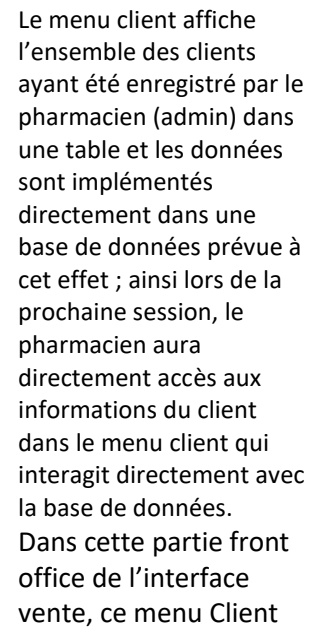 Le menu client affiche
l’ensemble des clients
ayant été enregistré par le
pharmacien (admin) dans
une table et les données
sont implémentés
directement dans une
base de données prévue à
cet effet ; ainsi lors de la
prochaine session, le
pharmacien aura
directement accès aux
informations du client
dans le menu client qui
interagit directement avec
la base de données.
Dans cette partie front
office de l’interface
vente, ce menu Client